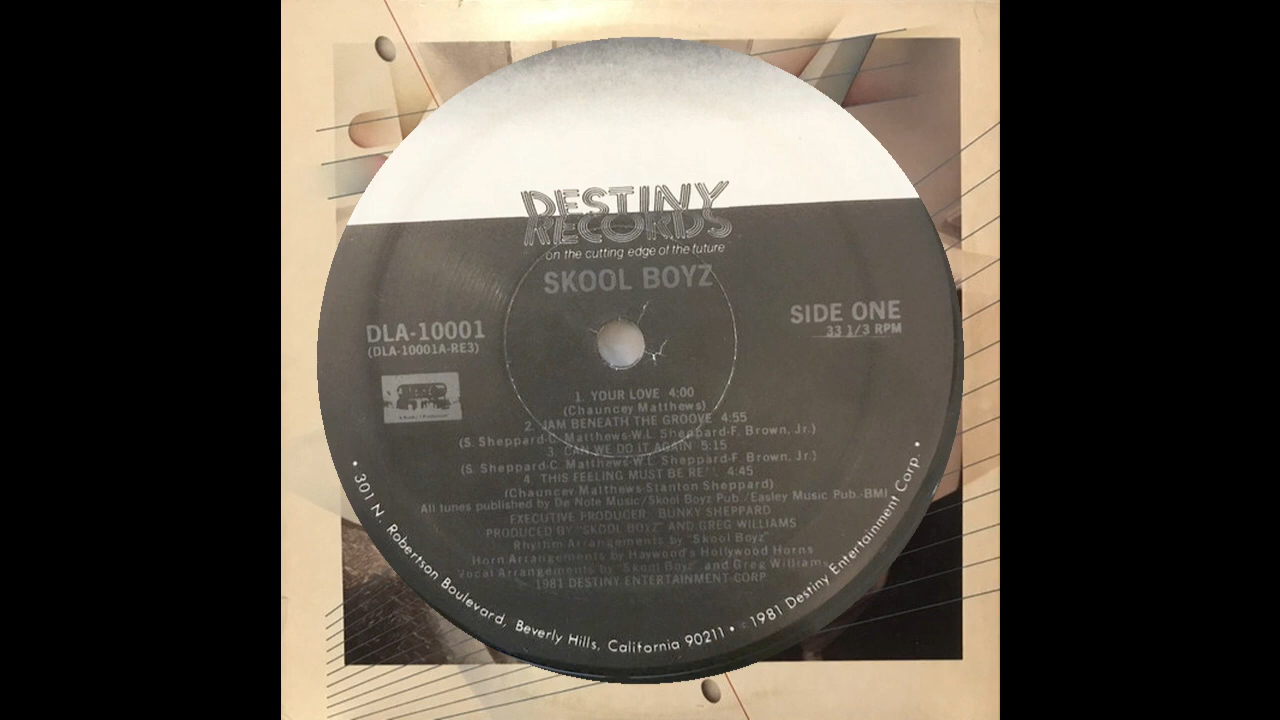 DESTINY
RECORDS
on the cutting edge of the future
SKOOL BOYZ
DLA-10001
(DLA-10001A-RE3)
SIDE ONE
33 1/3 RPM
1. YOUR LOVE 4:00
(Chauncey Matthews)
2. JAM BENEATH THE GROOVE 4:55
(S. Sheppard-C. Matthews-W.L. Sheppard-F. Brown, Jr.)
3. CAN WE DO IT AGAIN 5:15
(S. Sheppard-C. Matthews-W.L. Sheppard-F. Brown, Jr.)
4. THIS FEELING MUST BE 4:45
(Chauncey Matthews-Stanton Sheppard)
All tunes published by De Note Music/Skool Boyz Pub./Easley Music Pub.-BMI
EXECUTIVE PRODUCER: BUNKY SHEPPARD
PRODUCED BY "SKOOL BOYZ" AND GREG WILLIAMS
Rhythm Arrangements by "Skool Boyz"
Horn Arrangements by Haywood's Hollywood Horns
Vocal Arrangements by "Skool Boyz" and Greg Williams
1981 DESTINY ENTERTAINMENT CORP
• 301 N. Robertson Boulevard, Beverly Hills, California 90211 • 1981 Destiny Entertainment Corp. •